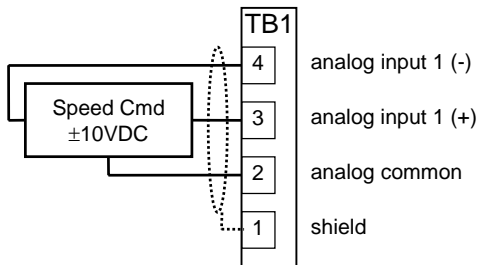 TB1
4 analog input 1 (-)
Speed Cmd
±10VDC
3 analog input 1 (+)
2 analog common
1 shield